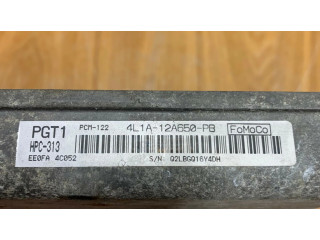 PGT1 PCM-122 4L1A-12A650-PB FoMoCo
HPC-313
EE0FA 4C052 S/N Q2LBGQ16Y4DH